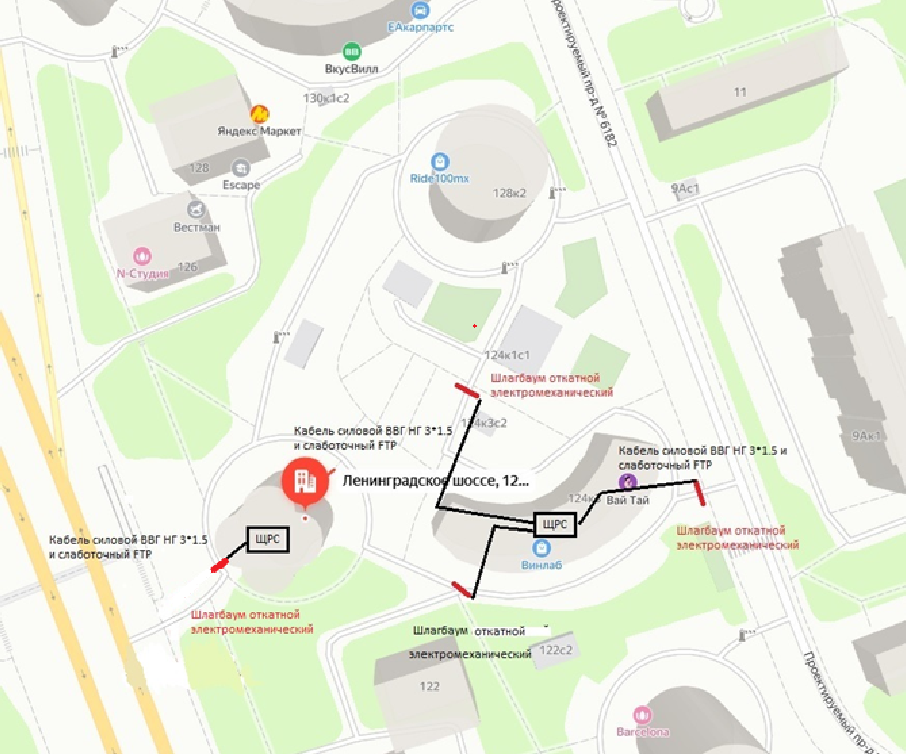 ЕАкарпартс
ВкусВилл
130к1с2
Проектируемый пр-д № 6182
11
Яндекс Маркет
128
Escape
Ride100mx
128к2
9Ас1
Вестман
N-Студия
126
124к1с1
Шлагбаум откатной
электромеханический
124к3с2
Кабель силовой ВВГ НГ 3*1.5
и слаботочный FTP
9Ак1
Кабель силовой ВВГ НГ 3*1.5 и
слаботочный FTP
Ленинградское шоссе, 12...
Вай Тай
ЩРС
ЩРС
Кабель силовой ВВГ НГ 3*1.5
и слаботочный FTP
Шлагбаум откатной
электромеханический
Винлаб
Шлагбаум откатной
электромеханический
Шлагбаум откатной
электромеханический
122с2
122
Проектируемый пр-д
Barcelona